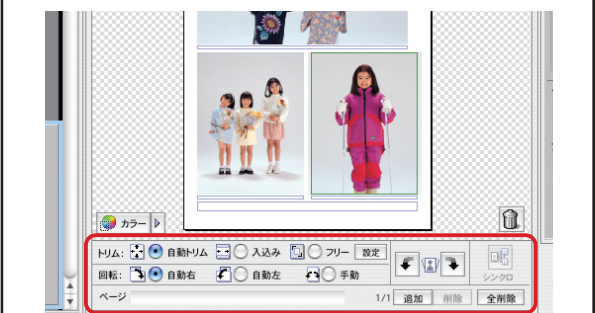 カラー
トリム: 自動トリム 入込み フリー 設定
回転: 自動右 自動左 手動
シンクロ
ページ 1/1 追加 削除 全削除